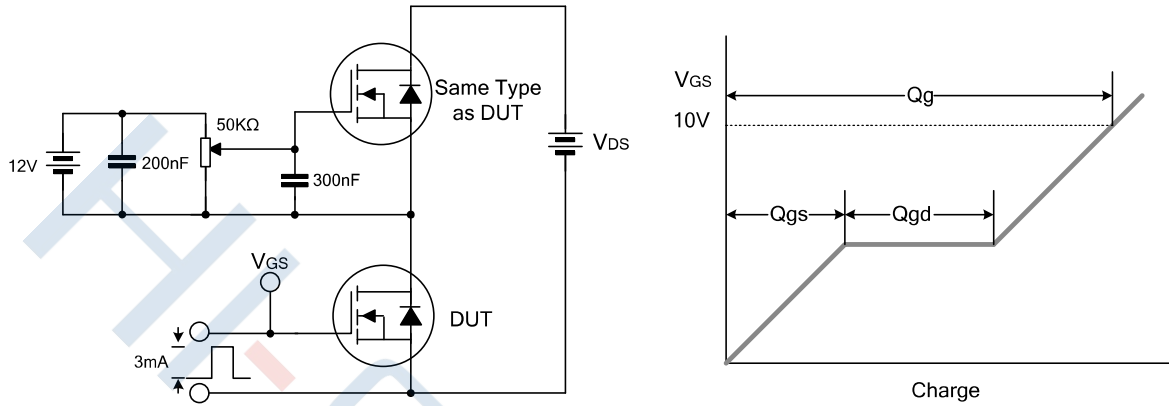 Same Type
as DUT
50KΩ
12V
200nF
300nF
VDS
VGS
DUT
3mA
VGS
10V
Qg
Qgs
Qgd
Charge